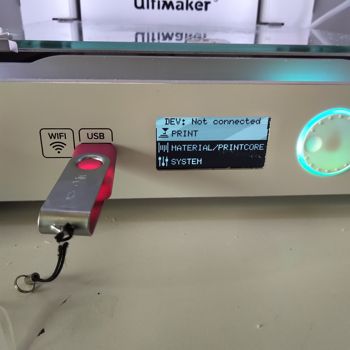 Ultimaker
WIFI
USB
DEV: Not connected
PRINT
MATERIAL/PRINTCORE
SYSTEM